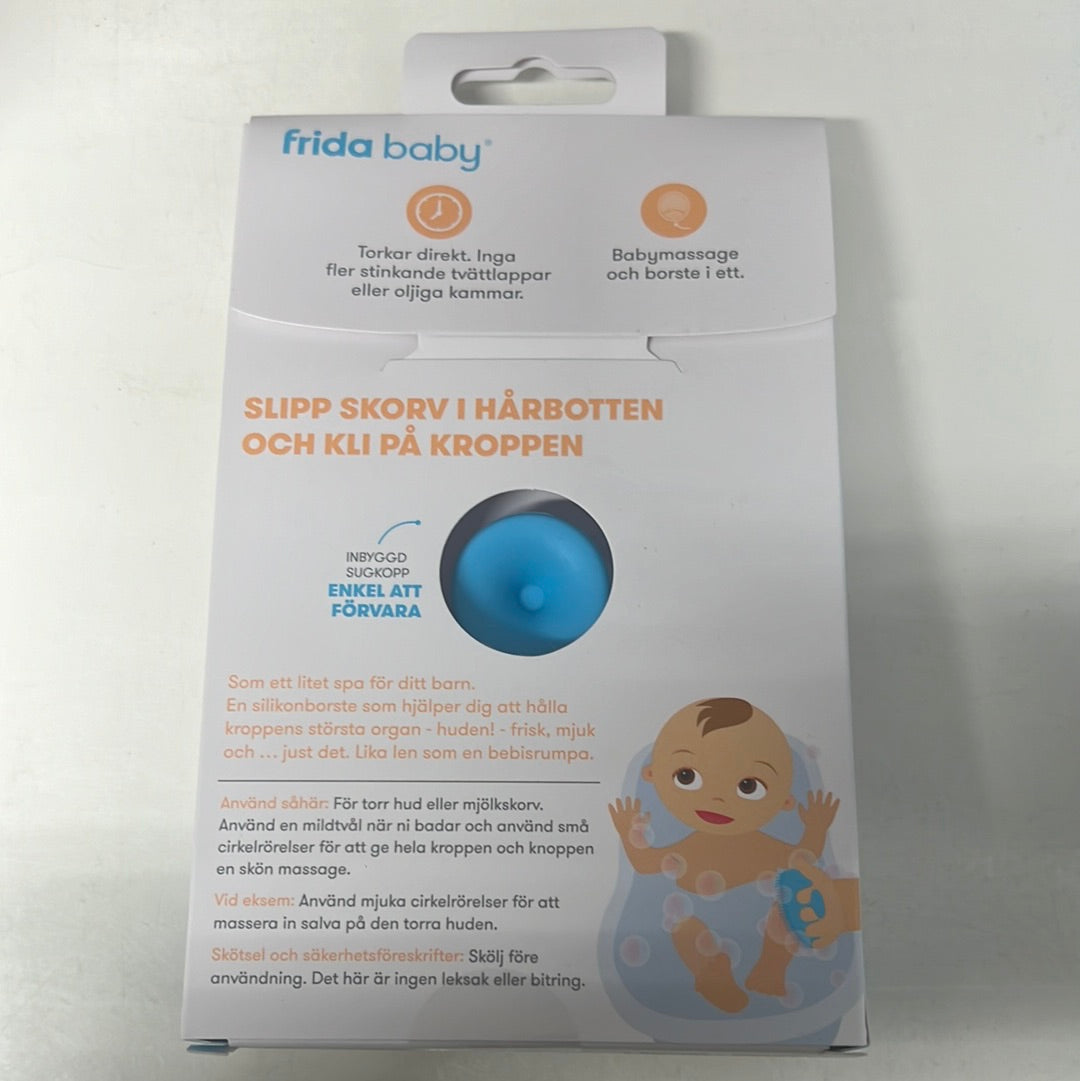 frida baby®
Torkar direkt. Inga
fler stinkande tvättlappar
eller oljiga kammar.
Babymassage
och borste i ett.
SLIPP SKORV I HÅRBOTTEN
OCH KLI PÅ KROPPEN
INBYGGD
SUGKOPP
ENKEL ATT
FÖRVARA
Som ett litet spa för ditt barn.
En silikonborste som hjälper dig att hålla
kroppens största organ - huden! - frisk, mjuk
och ... just det. Lika len som en bebisrumpa.
Använd såhär: För torr hud eller mjölkskorv.
Använd en mildtvål när ni badar och använd små
cirkelrörelser för att ge hela kroppen och knoppen
en skön massage.
Vid eksem: Använd mjuka cirkelrörelser för att
massera in salva på den torra huden.
Skötsel och säkerhetsföreskrifter: Skölj före
användning. Det här är ingen leksak eller bitring.